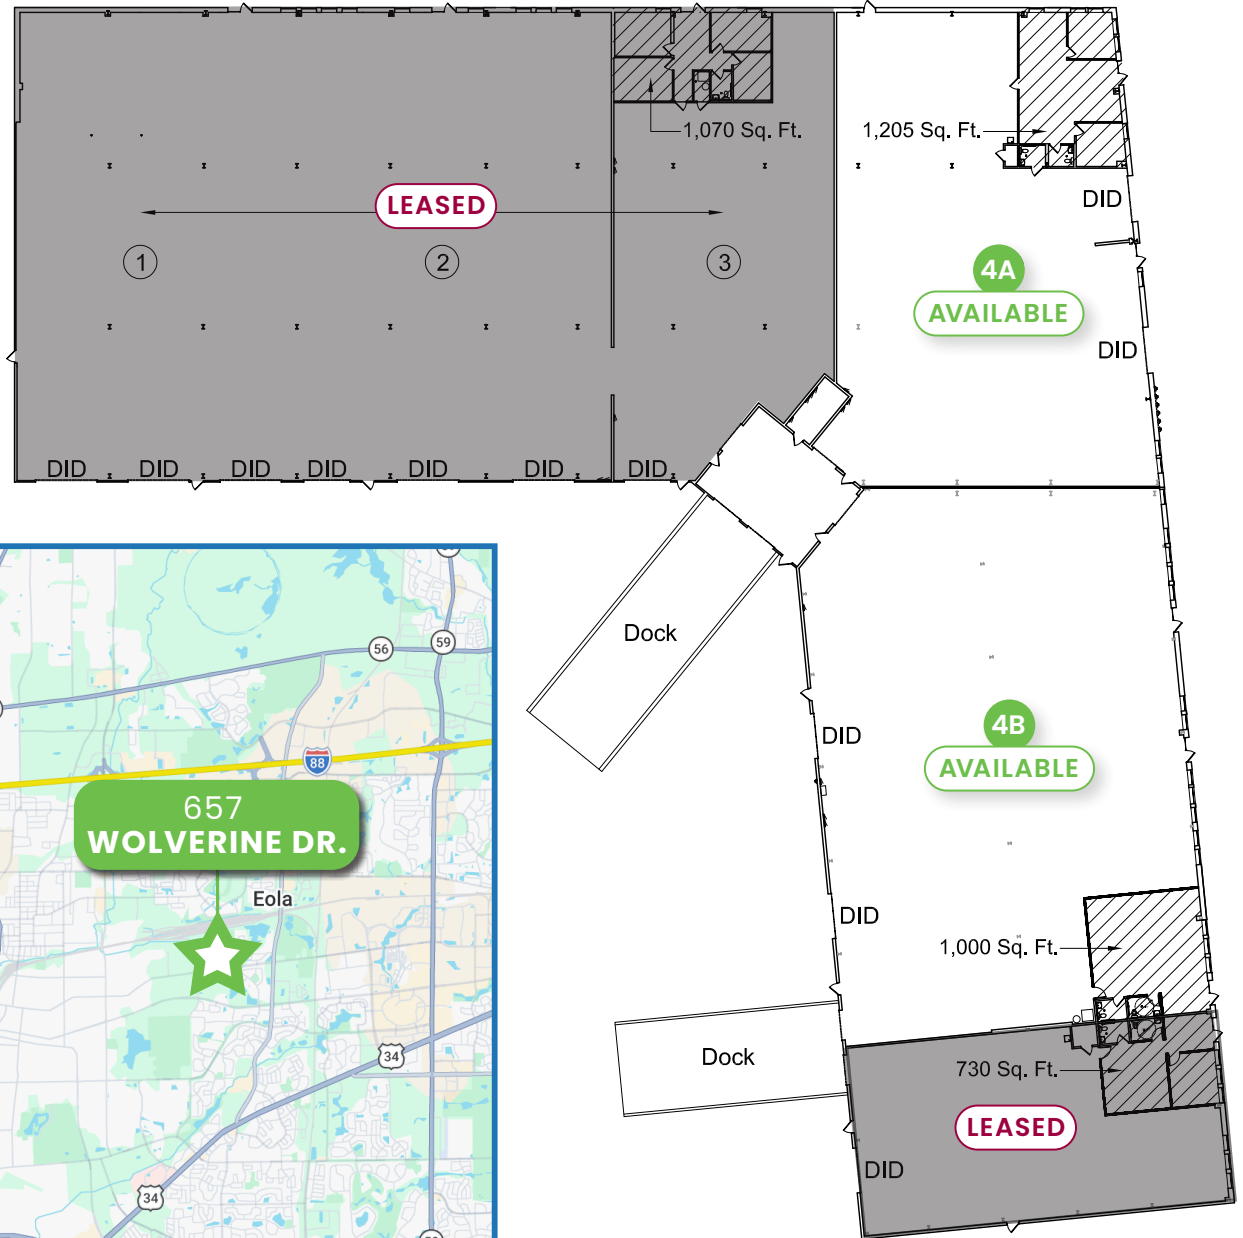 1,070 Sq. Ft.
1,205 Sq. Ft.
DID
LEASED
1
2
3
4A
AVAILABLE
DID
DID
DID
DID
DID
DID
DID
DID
Dock
56
59
88
657
WOLVERINE DR.
Eola
34
34
4B
AVAILABLE
DID
DID
1,000 Sq. Ft.
Dock
730 Sq. Ft.
LEASED
DID